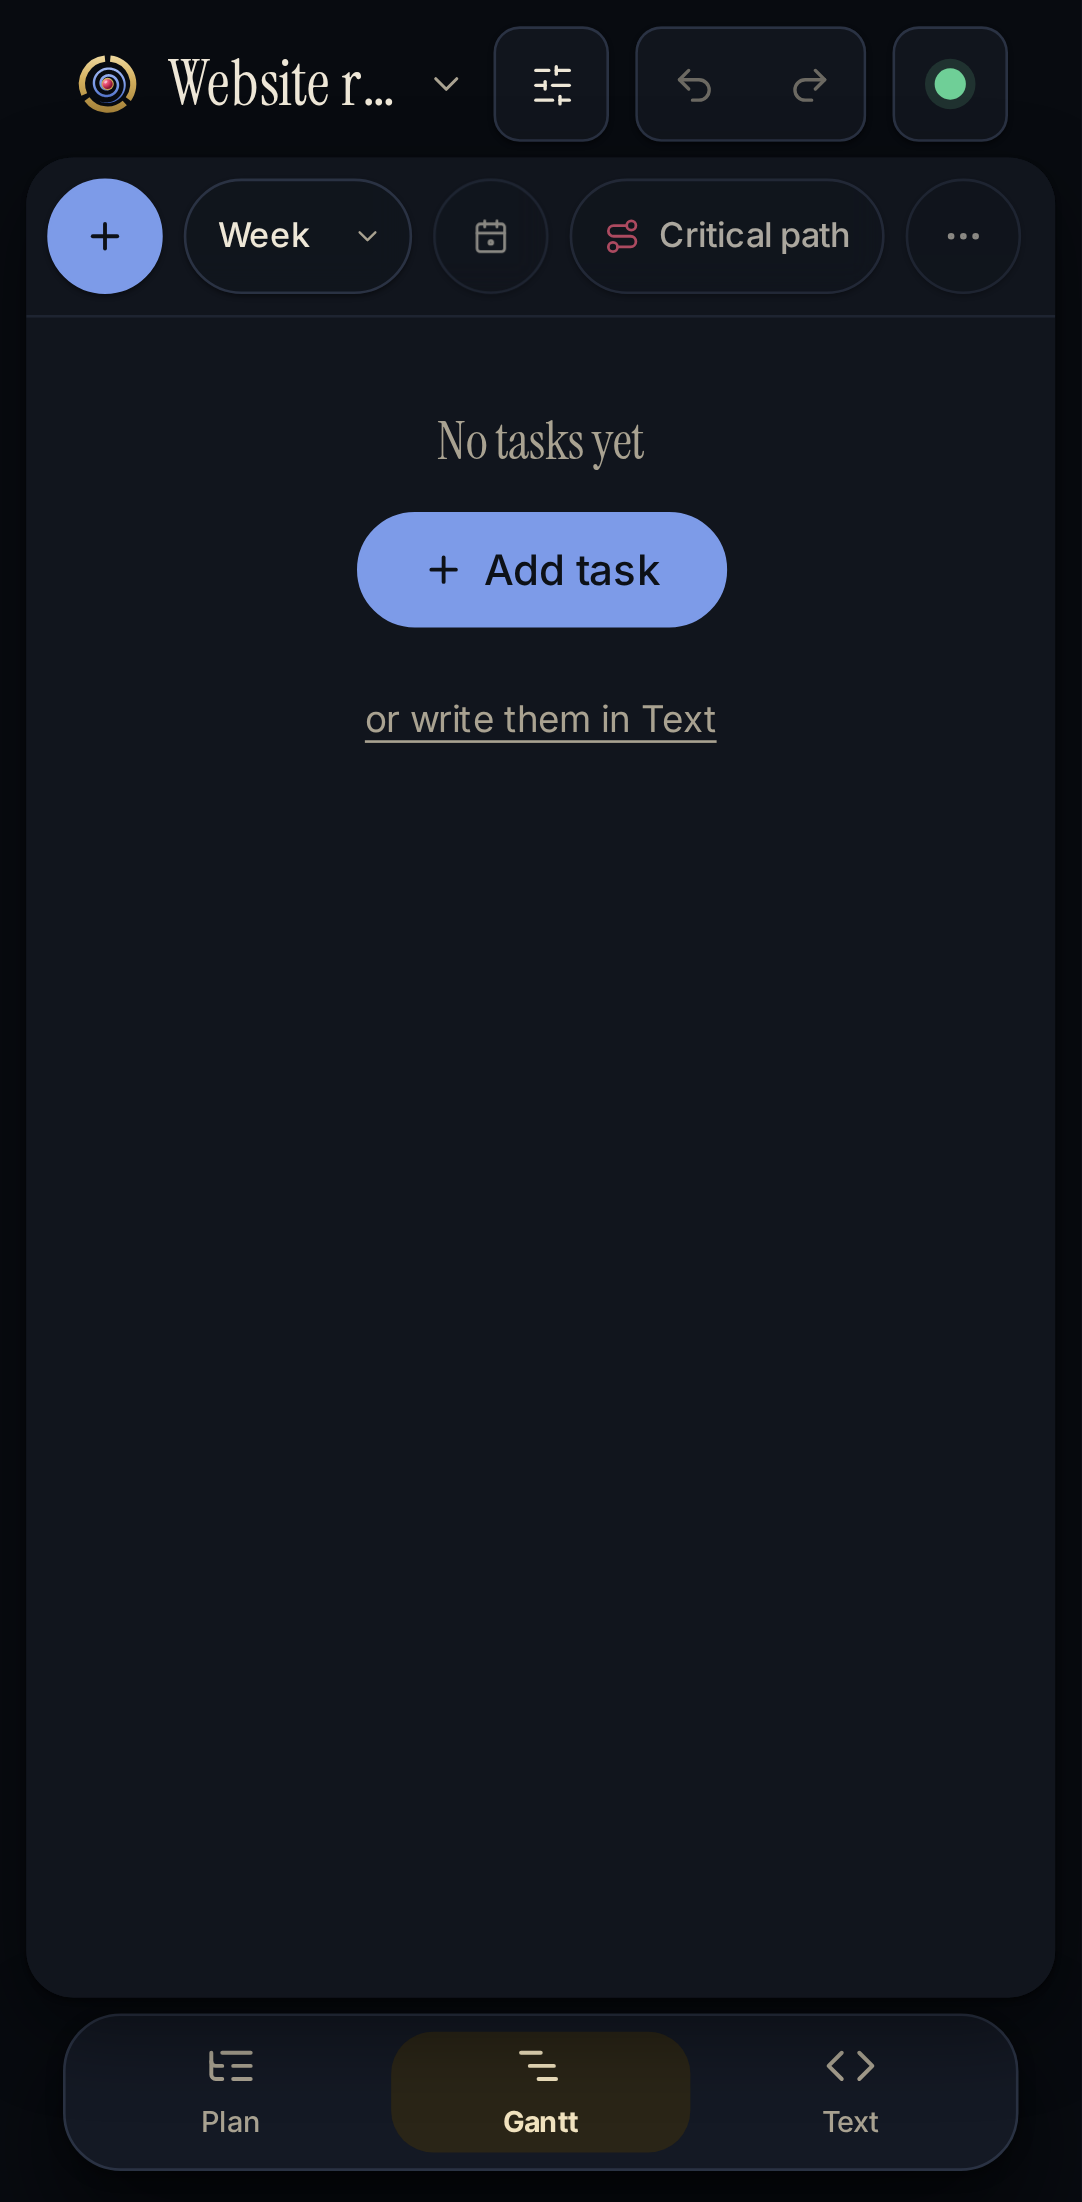 Website r...
Week
Critical path
No tasks yet
Add task
or write them in Text
Plan
Gantt
Text